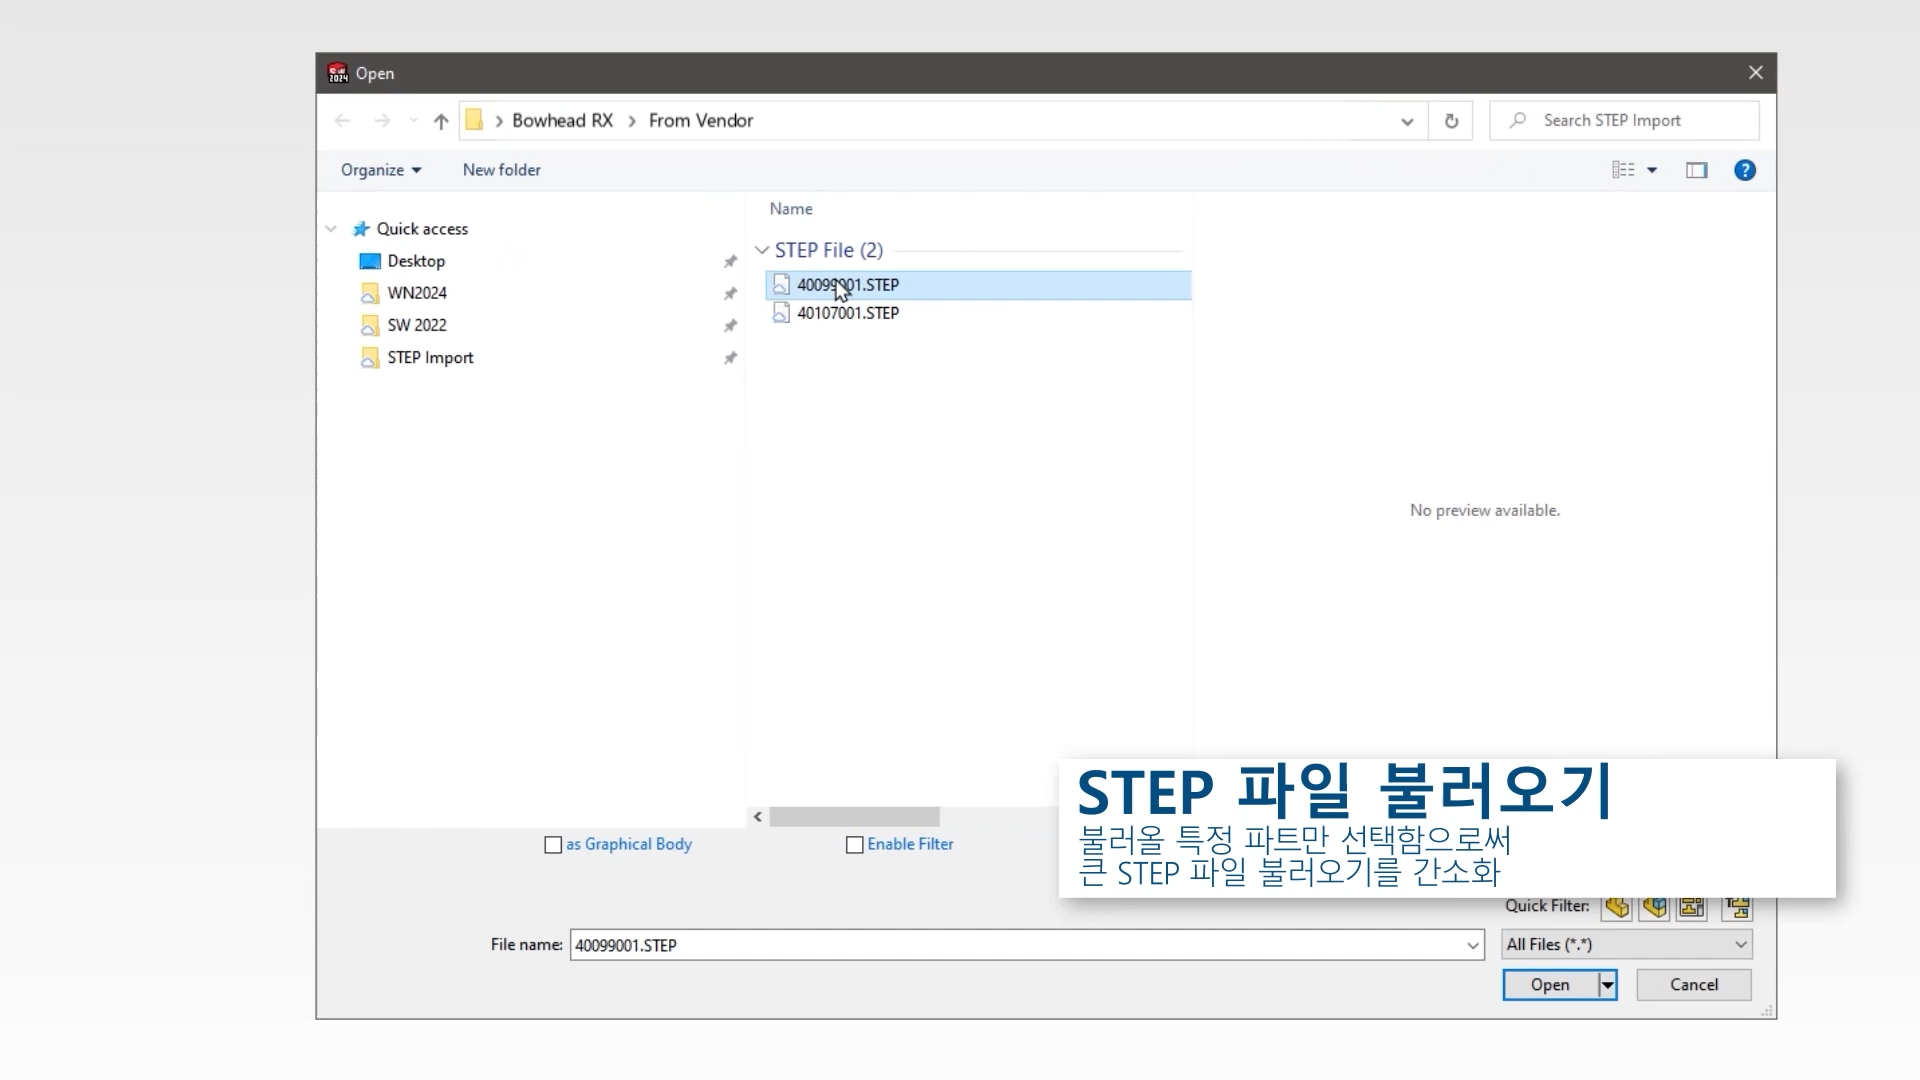 SW 2024
Open
Bowhead RX
From Vendor
Search STEP Import
Organize
New folder
?
Quick access
Desktop
WN2024
SW 2022
STEP Import
Name
STEP File (2)
40099001.STEP
40107001.STEP
No preview available.
as Graphical Body
Enable Filter
STEP 파일 불러오기
불러올 특정 파트만 선택함으로써
큰 STEP 파일 불러오기를 간소화
Quick Filter:
File name:
40099001.STEP
All Files (*.*)
Open
Cancel